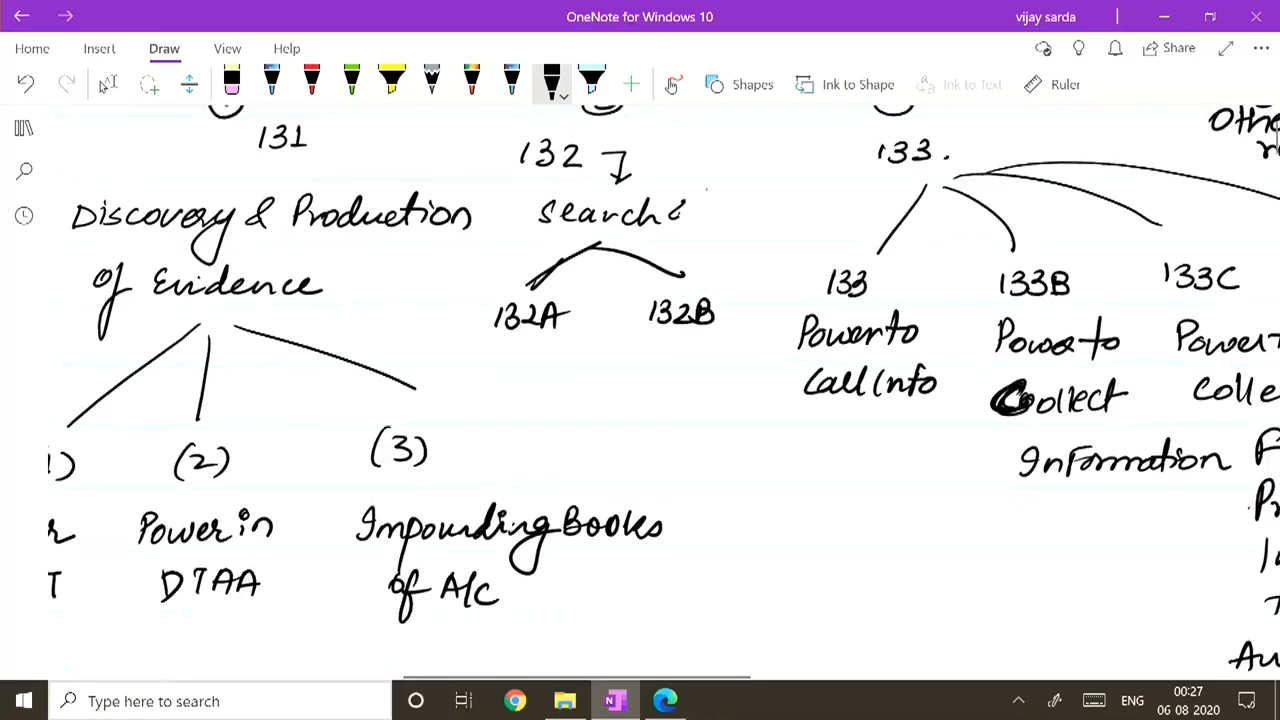 OneNote for Windows 10
vijay sarda
Home Insert Draw View Help
Share
Shapes
Ink to Shape
Ink to Text
Ruler
131
132
133.
Discovery & Production
of Evidence
Search &
132A
132B
133
Power to
Call Info
133B
Power to
Collect
Information
133C
Colle
(2)
Power in
DTAA
(3)
Impounding Books
of A/C
Type here to search
ENG
00:27
06-08-2020